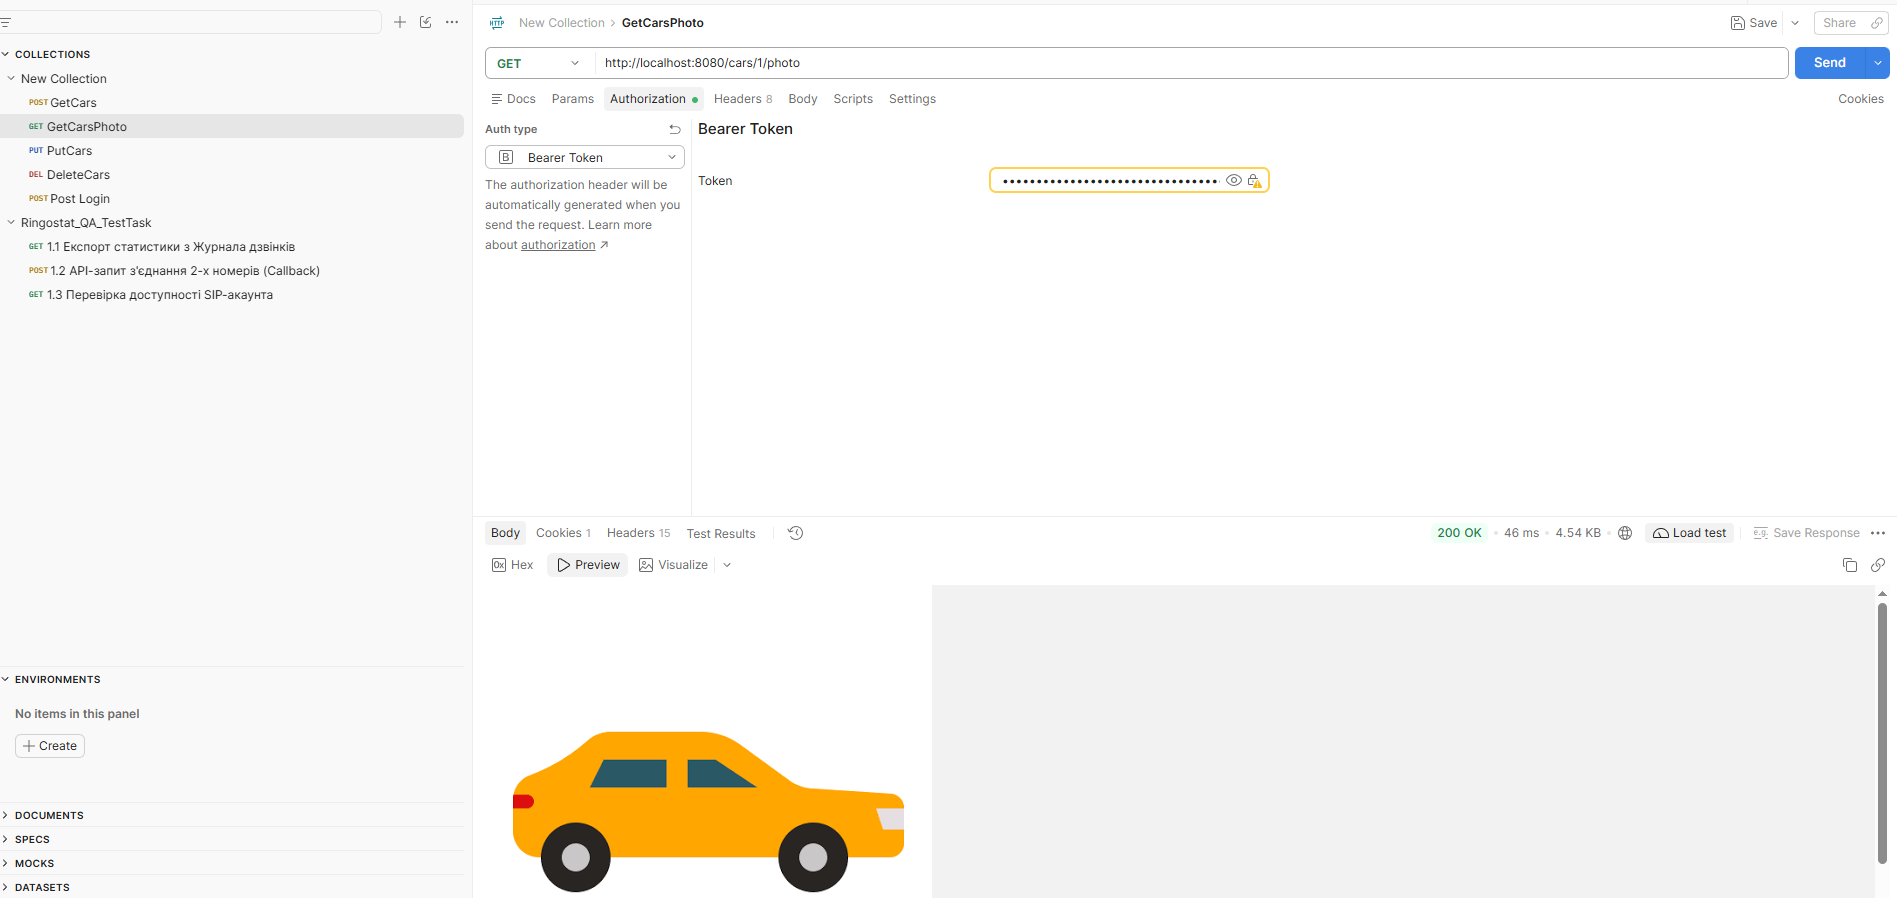 COLLECTIONS
New Collection
POST GetCars
GET GetCarsPhoto
PUT PutCars
DEL DeleteCars
POST Post Login
Ringostat_QA_TestTask
GET 1.1 Експорт статистики з Журнала дзвінків
POST 1.2 API-запит з'єднання 2-х номерів (Callback)
GET 1.3 Перевірка доступності SIP-акаунта
ENVIRONMENTS
No items in this panel
Create
DOCUMENTS
SPECS
MOCKS
DATASETS
HTTP New Collection > GetCarsPhoto
Save
Share
GET http://localhost:8080/cars/1/photo
Send
Docs Params Authorization Headers 8 Body Scripts Settings
Cookies
Auth type
B Bearer Token
The authorization header will be
automatically generated when you
send the request. Learn more
about authorization ↗
Bearer Token
Token
Body Cookies 1 Headers 15 Test Results
200 OK • 46 ms • 4.54 KB
Load test
e.g. Save Response
0x Hex Preview Visualize